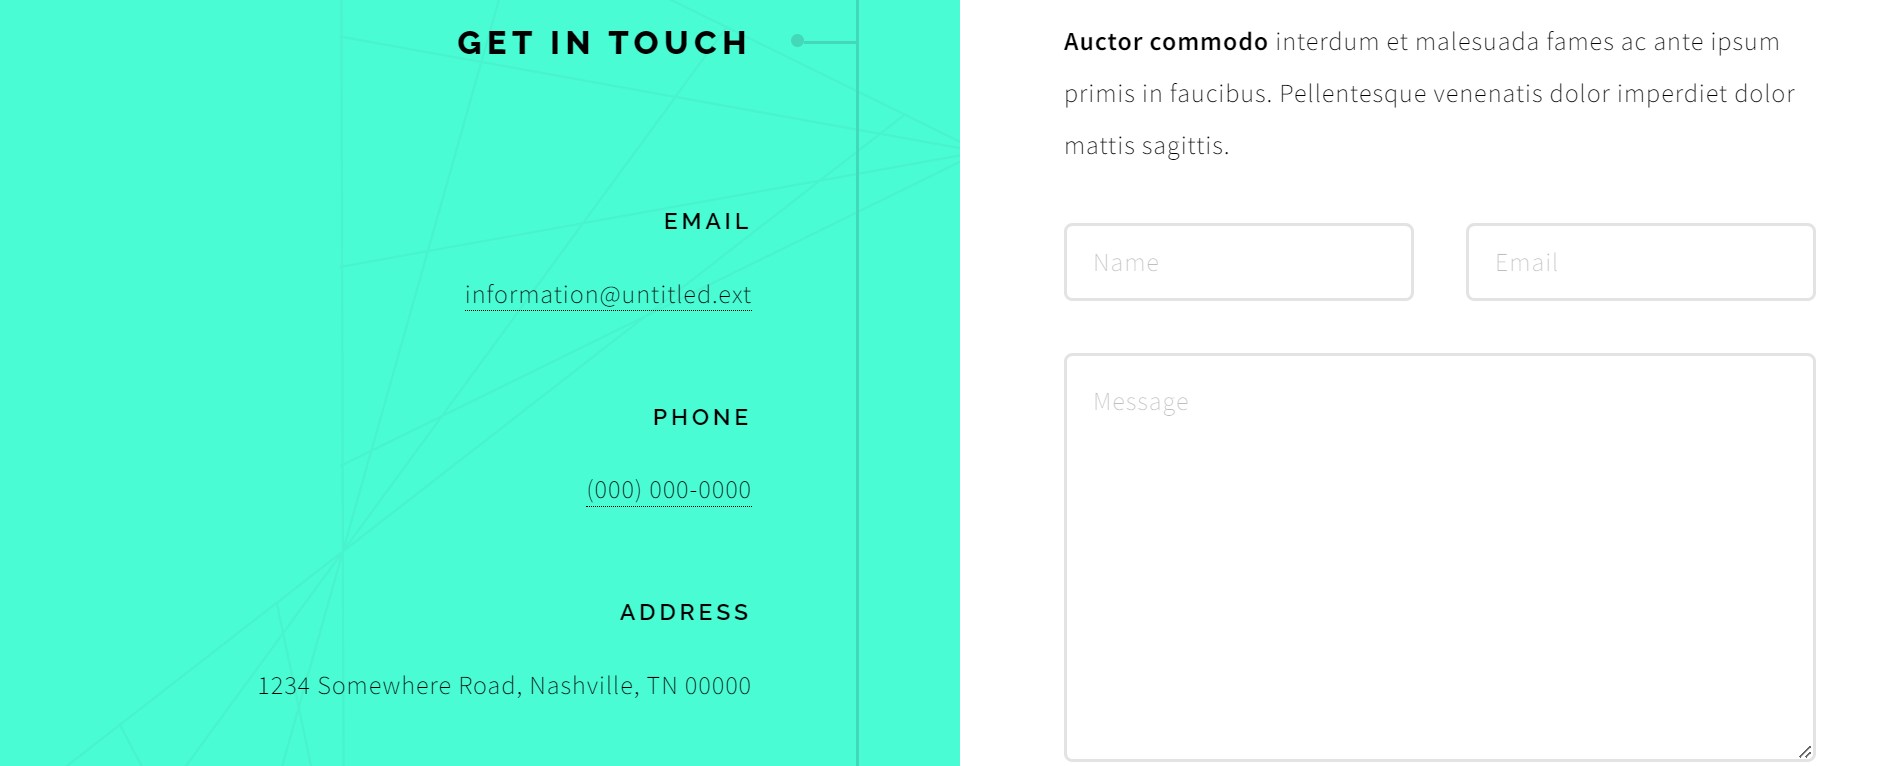 GET IN TOUCH
EMAIL
information@untitled.ext
PHONE
(000) 000-0000
ADDRESS
1234 Somewhere Road, Nashville, TN 00000
Auctor commodo interdum et malesuada fames ac ante ipsum
primis in faucibus. Pellentesque venenatis dolor imperdiet dolor
mattis sagittis.
Name
Email
Message